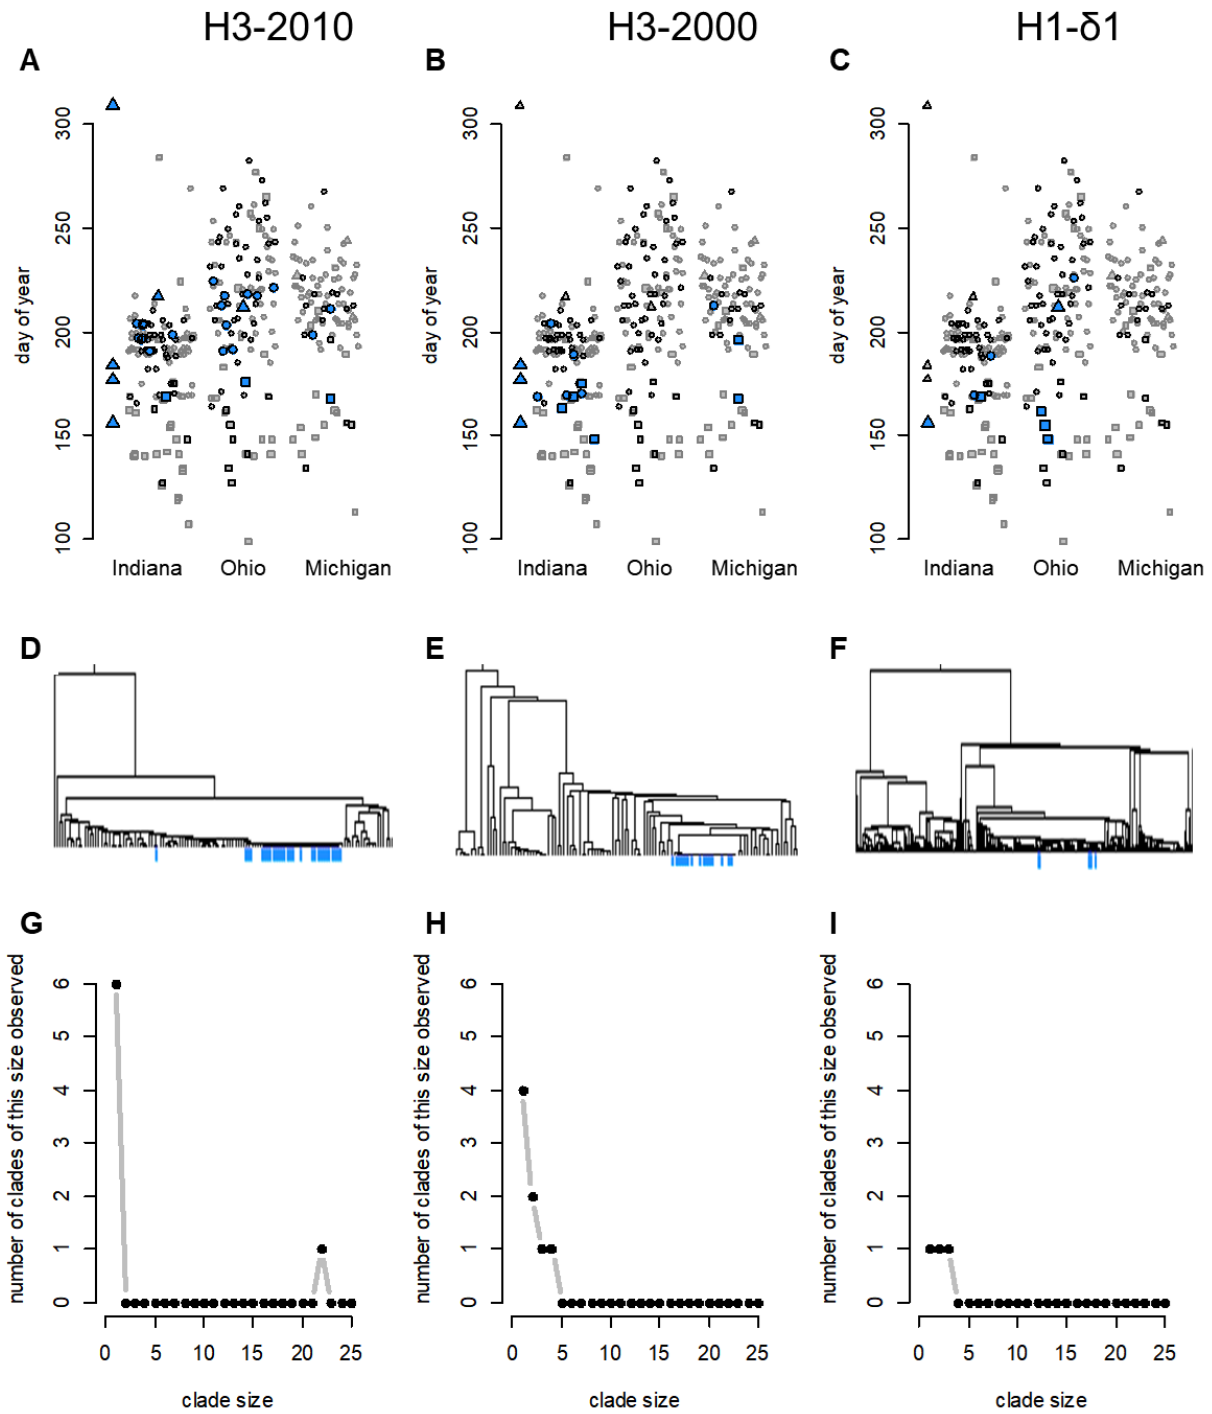 H3-2010 H3-2000 H1-δ1
A B C
day of year
100 150 200 250 300
Indiana Ohio Michigan
day of year
100 150 200 250 300
Indiana Ohio Michigan
day of year
100 150 200 250 300
Indiana Ohio Michigan
D E F
G H I
number of clades of this size observed
0 1 2 3 4 5 6
0 5 10 15 20 25
clade size
number of clades of this size observed
0 1 2 3 4 5 6
0 5 10 15 20 25
clade size
number of clades of this size observed
0 1 2 3 4 5 6
0 5 10 15 20 25
clade size